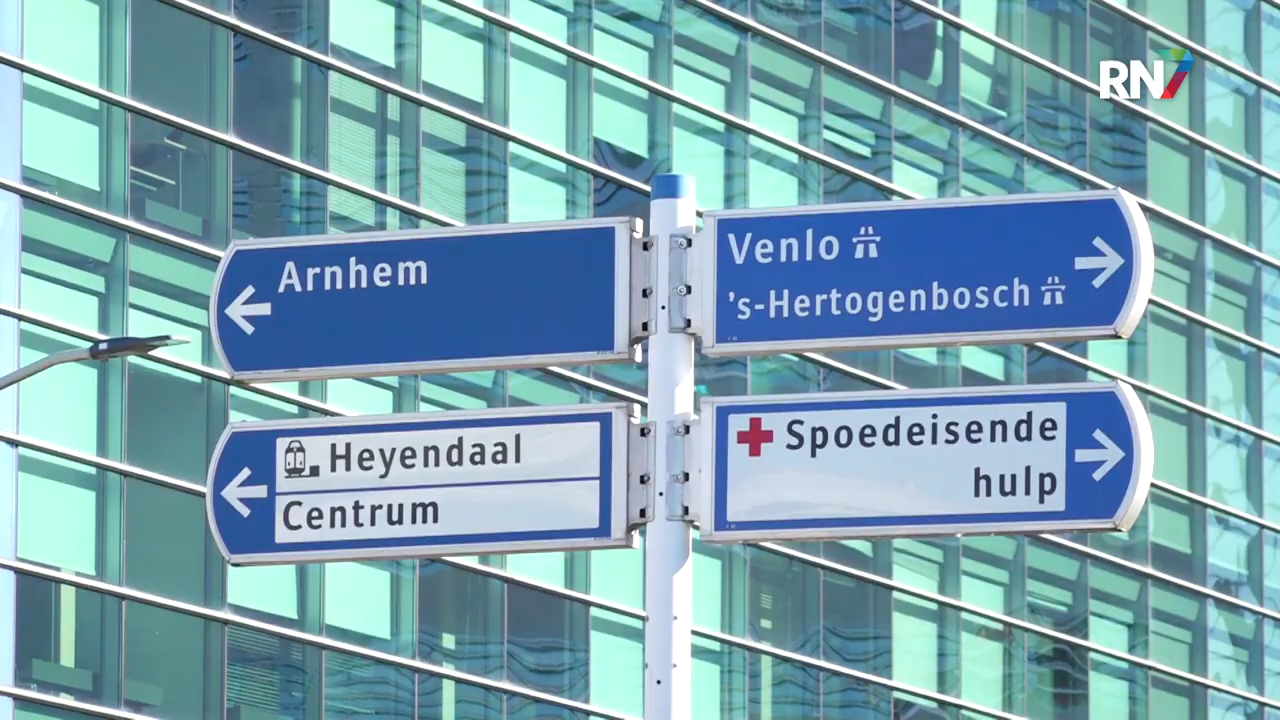 RN7
Arnhem
Venlo
's-Hertogenbosch
Heyendaal
Centrum
Spoedeisende
hulp